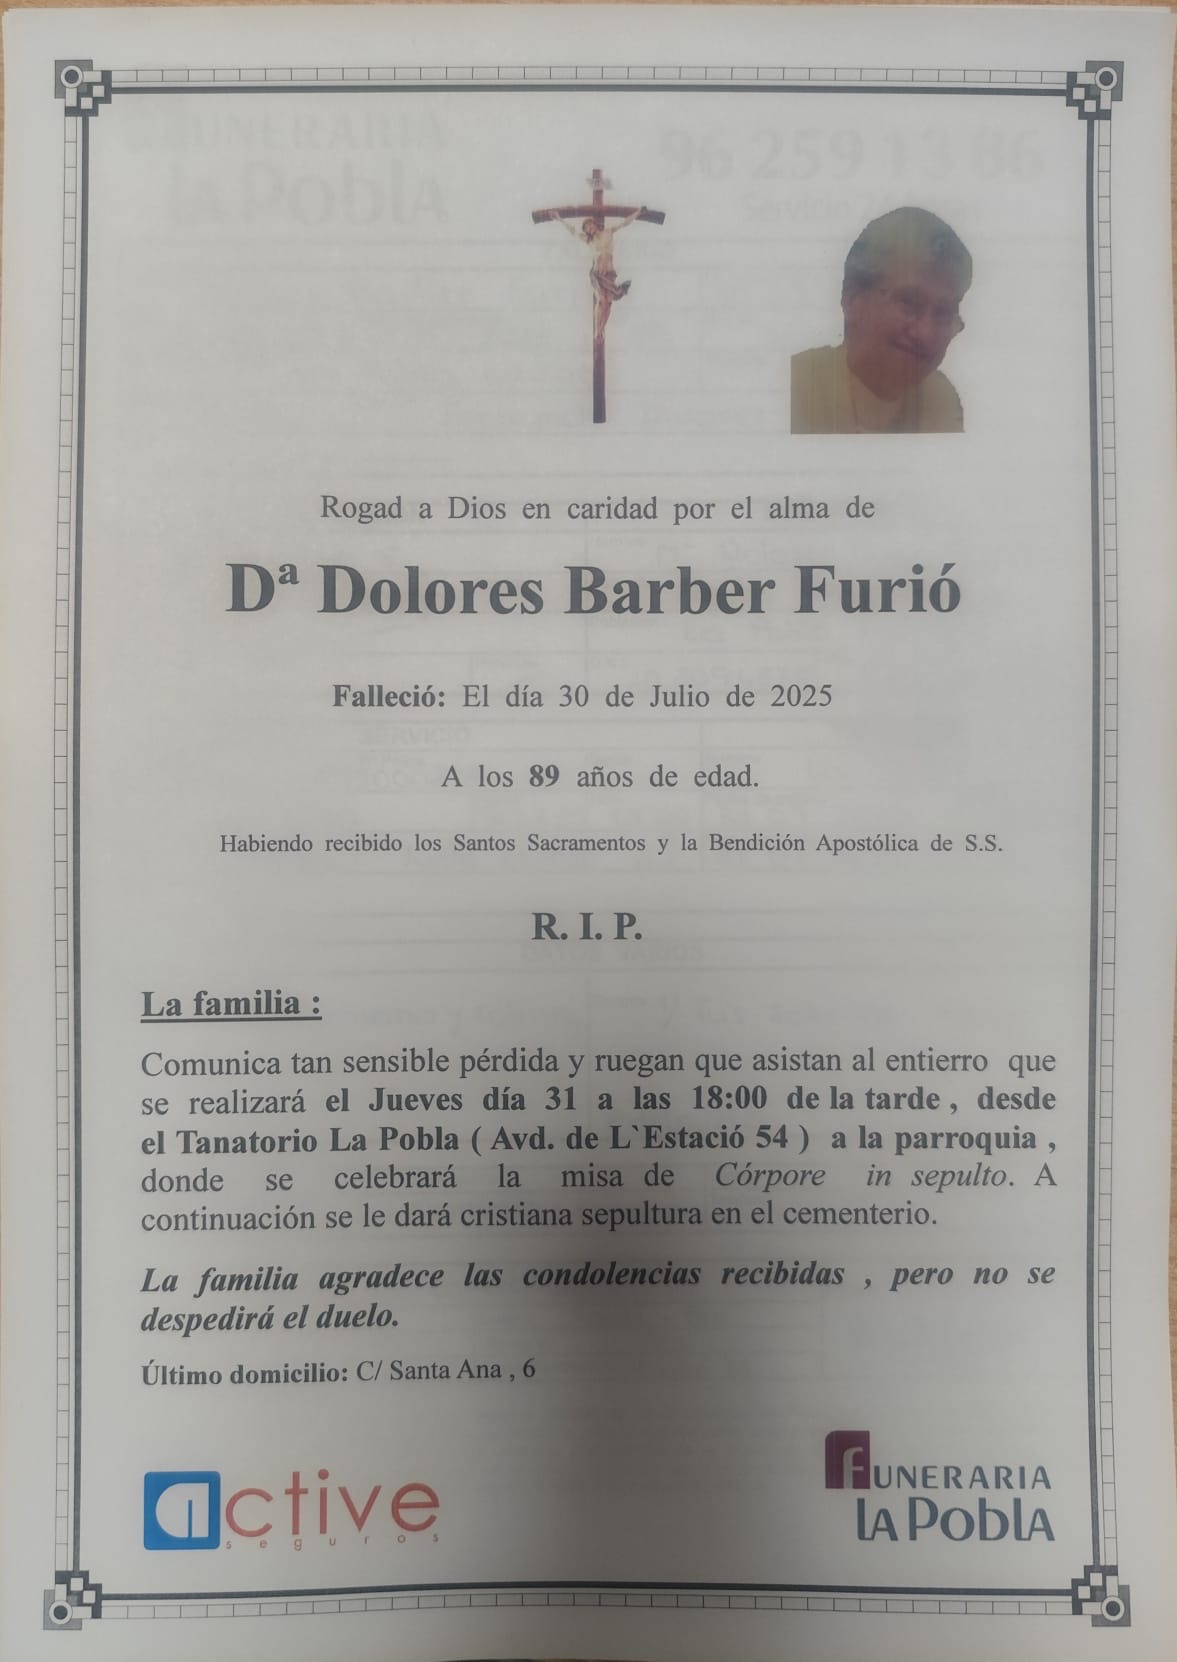 Rogad a Dios en caridad por el alma de
Dª Dolores Barber Furió
Falleció: El día 30 de Julio de 2025
A los 89 años de edad.
Habiendo recibido los Santos Sacramentos y la Bendición Apostólica de S.S.
R. I. P.
La familia :
Comunica tan sensible pérdida y ruegan que asistan al entierro que
se realizará el Jueves día 31 a las 18:00 de la tarde , desde
el Tanatorio La Pobla ( Avd. de L`Estació 54 ) a la parroquia ,
donde se celebrará la misa de Córpore in sepulto. A
continuación se le dará cristiana sepultura en el cementerio.
La familia agradece las condolencias recibidas , pero no se
despedirá el duelo.
Último domicilio: C/ Santa Ana , 6
active
seguros
FUNERARIA
LA PoblA
96 259 13 86